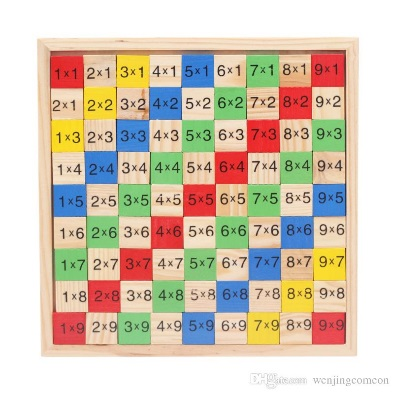 1×1 2×1 3×1 4×1 5×1 6×1 7×1 8×1 9×1
2×1 2×2 3×2 4×2 5×2 6×2 7×2 8×2 9×2
1×3 2×3 3×3 4×3 5×3 6×3 7×3 8×3 9×3
1×4 2×4 3×4 4×4 5×4 6×4 7×4 8×4 9×4
1×5 2×5 3×5 4×5 5×5 6×5 7×5 8×5 9×5
1×6 2×6 3×6 4×6 5×6 6×6 7×6 8×6 9×6
1×7 2×7 3×7 4×7 5×7 6×7 7×7 8×7 9×7
1×8 2×8 3×8 4×8 5×8 6×8 7×8 8×8 9×8
1×9 2×9 3×9 4×9 5×9 6×9 7×9 8×9 9×9
DHgate.com wenjingcomeon